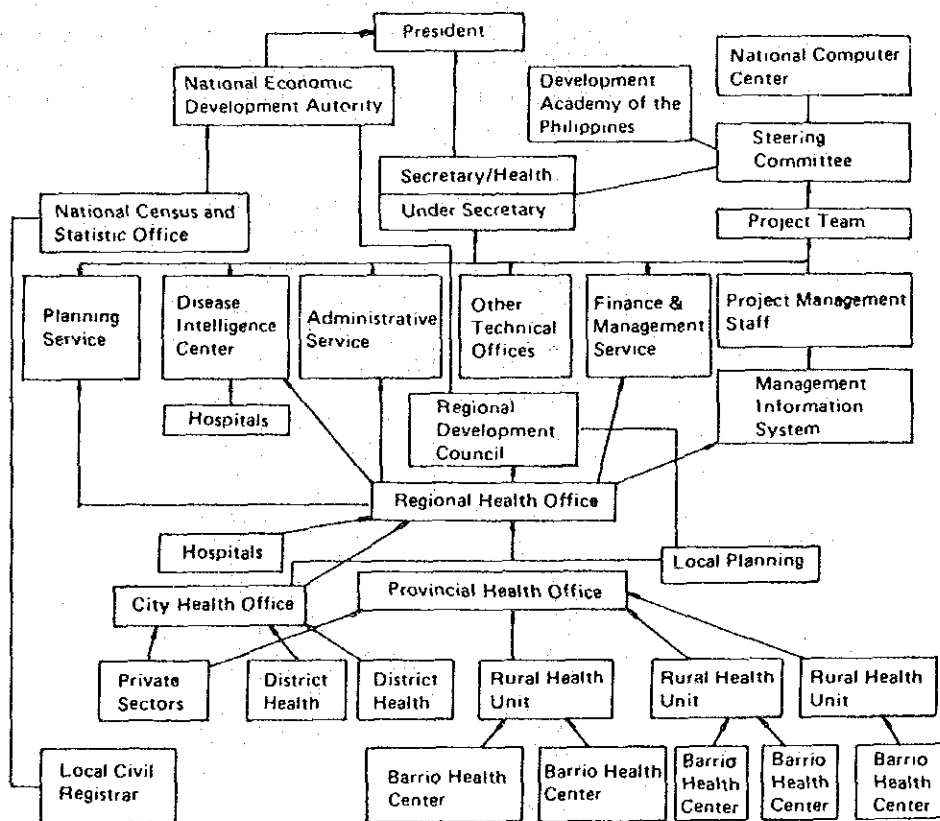 President
National Economic
Development Autority
Development
Academy of the
Philippines
National Computer
Center
Steering
Committee
Secretary/Health
Under Secretary
National Census and
Statistic Office
Project Team
Planning
Service
Disease
Intelligence
Center
Administrative
Service
Other
Technical
Offices
Finance &
Management
Service
Project Management
Staff
Hospitals
Regional
Development
Council
Management
Information
System
Regional Health Office
Hospitals
Local Planning
City Health Office
Provincial Health Office
Private
Sectors
District
Health
District
Health
Rural Health
Unit
Rural Health
Unit
Rural Health
Unit
Local Civil
Registrar
Barrio Health
Center
Barrio Health
Center
Barrio
Health
Center
Barrio
Health
Center
Barrio
Health
Center